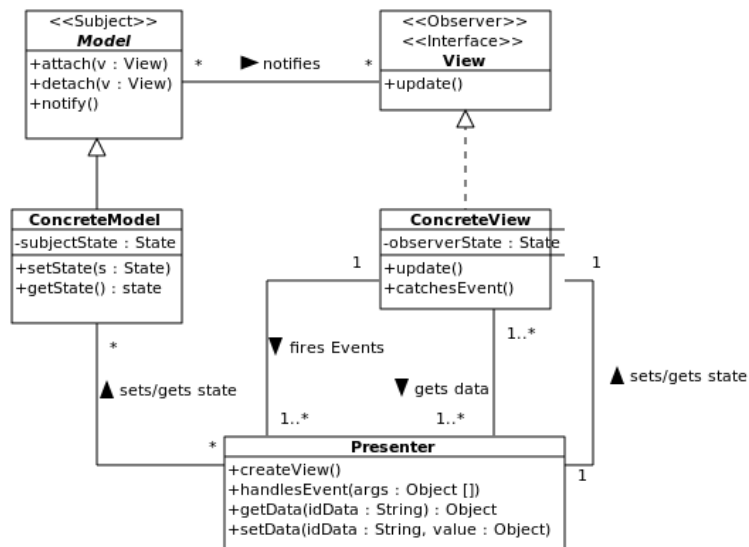 <<Subject>>
Model
+attach(v : View)
+detach(v : View)
+notify()
* ▶ notifies *
<<Observer>>
<<Interface>>
View
+update()
ConcreteModel
-subjectState : State
+setState(s : State)
+getState() : state
ConcreteView
-observerState : State
+update()
+catchesEvent()
1
1
*
▼ fires Events
1..*
▲ sets/gets state
▼ gets data
▲ sets/gets state
1..*
1..*
*
1
Presenter
+createView()
+handlesEvent(args : Object [])
+getData(idData : String) : Object
+setData(idData : String, value : Object)